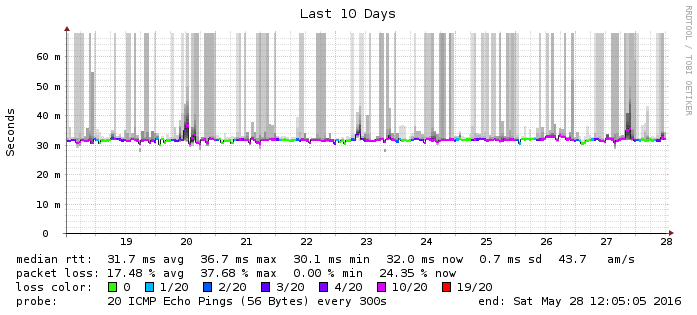 Last 10 Days
RRDTOOL / TOBI OETIKER
Seconds
60 m
50 m
40 m
30 m
20 m
10 m
0
19 20 21 22 23 24 25 26 27 28
median rtt: 31.7 ms avg 36.7 ms max 30.1 ms min 32.0 ms now 0.7 ms sd 43.7 am/s
packet loss: 17.48 % avg 37.68 % max 0.00 % min 24.35 % now
loss color: 0 1/20 2/20 3/20 4/20 10/20 19/20
probe: 20 ICMP Echo Pings (56 Bytes) every 300s end: Sat May 28 12:05:05 2016